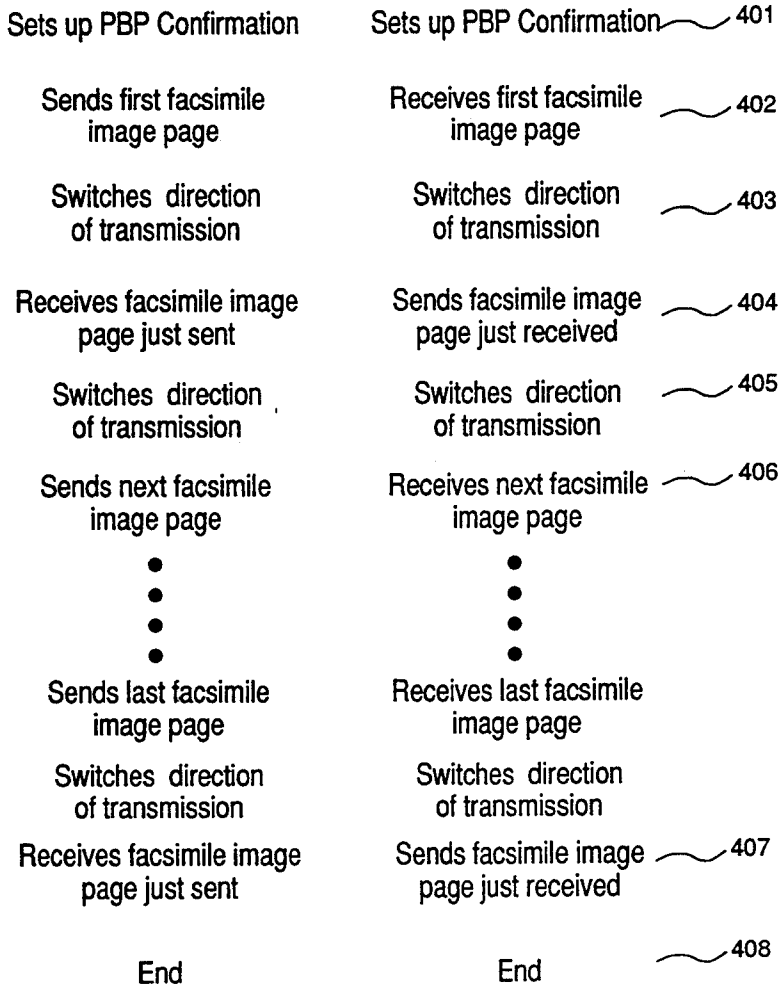 Sets up PBP Confirmation Sets up PBP Confirmation 401
Sends first facsimile Receives first facsimile 402
image page image page
Switches direction Switches direction 403
of transmission of transmission
Receives facsimile image Sends facsimile image 404
page just sent page just received
Switches direction Switches direction 405
of transmission of transmission
Sends next facsimile Receives next facsimile 406
image page image page
Sends last facsimile Receives last facsimile
image page image page
Switches direction Switches direction
of transmission of transmission
Receives facsimile image Sends facsimile image 407
page just sent page just received
End End 408